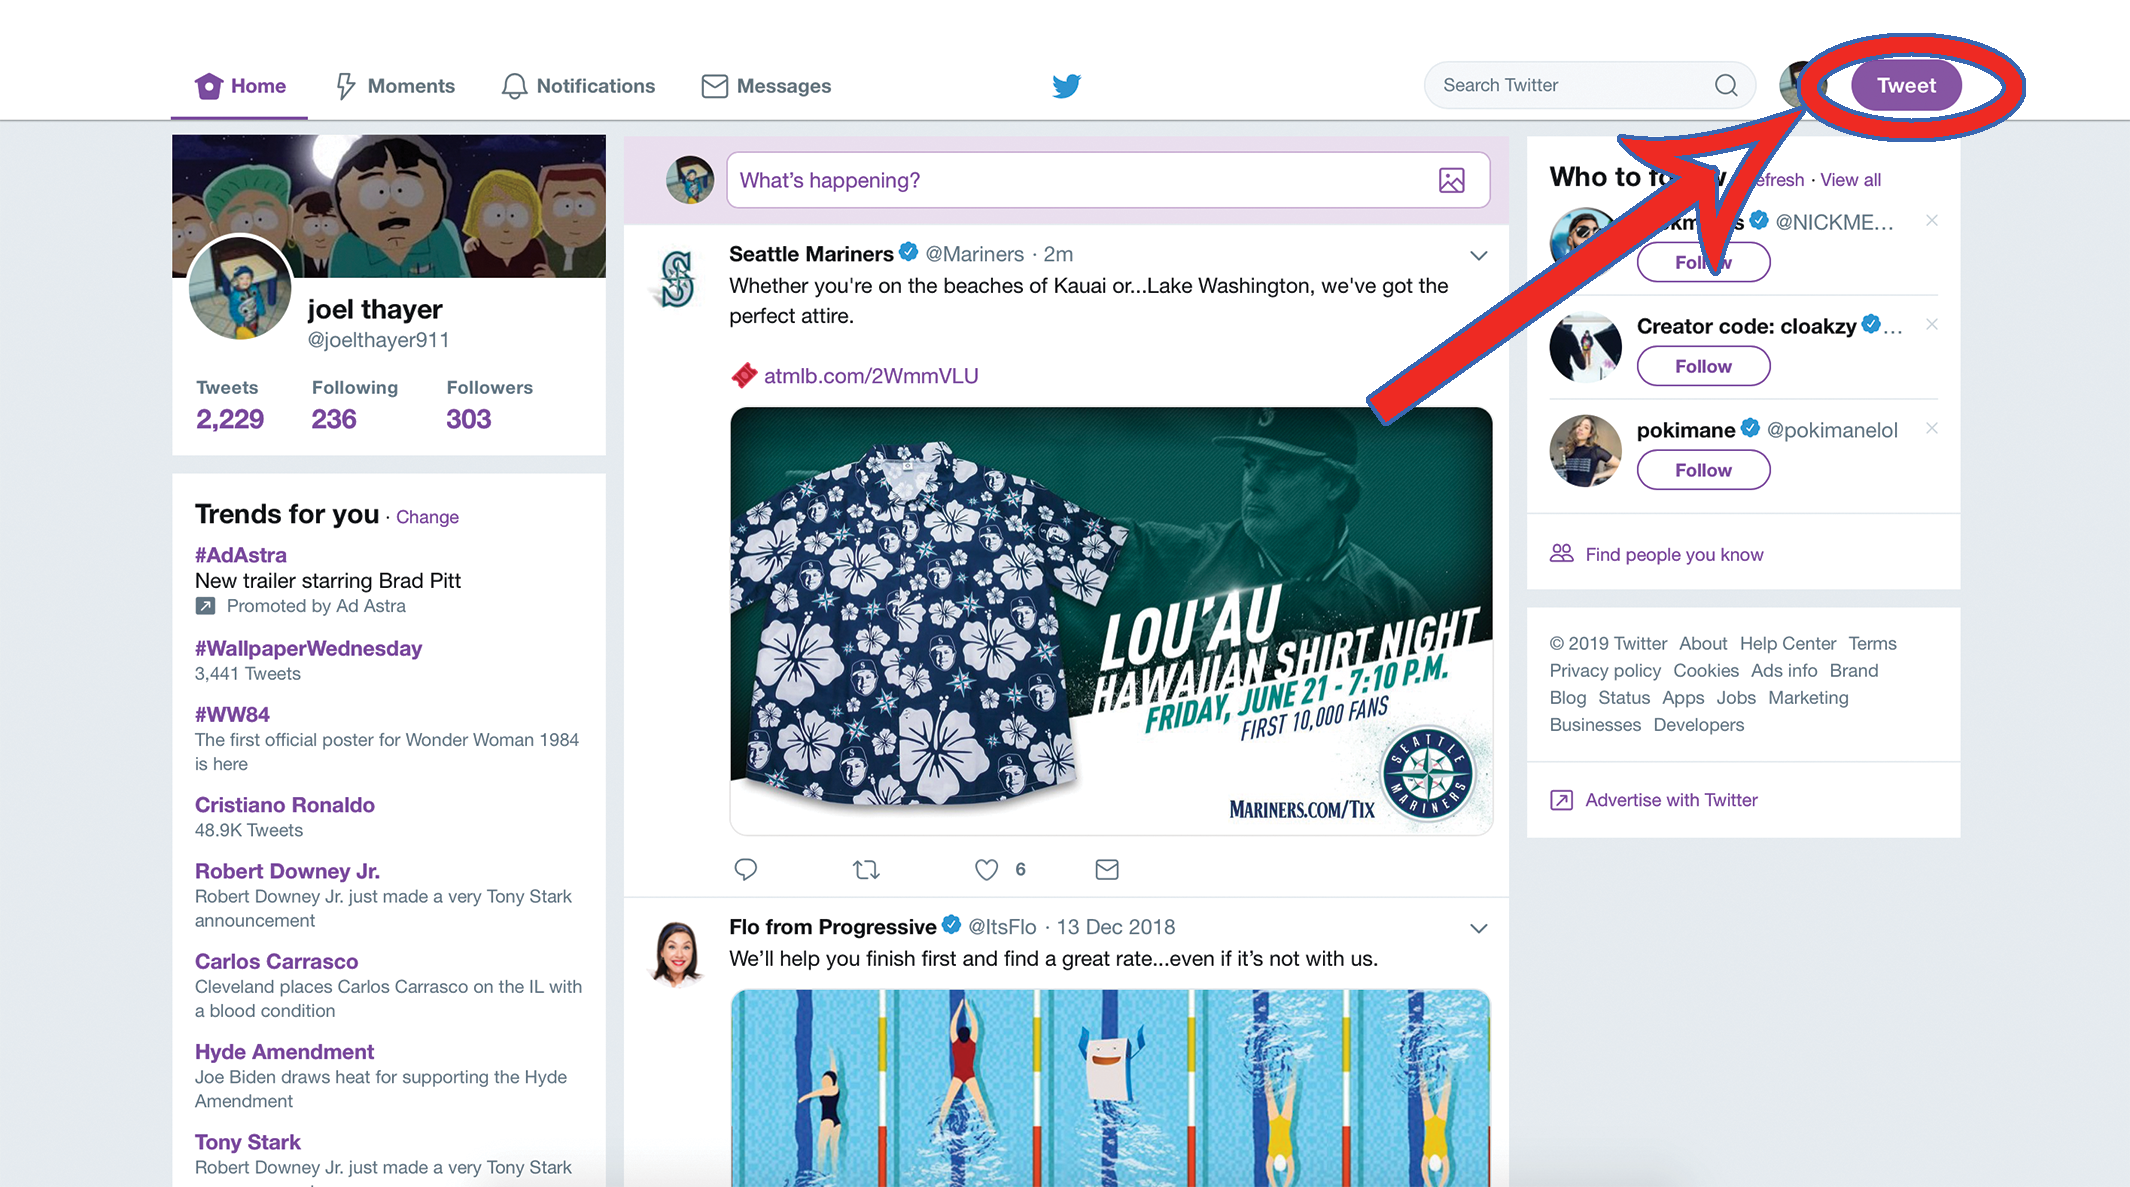 Home
Moments
Notifications
Messages
Search Twitter
Tweet
joel thayer
@joelthayer911
Tweets Following Followers
2,229 236 303
Trends for you · Change
#AdAstra
New trailer starring Brad Pitt
Promoted by Ad Astra
#WallpaperWednesday
3,441 Tweets
#WW84
The first official poster for Wonder Woman 1984
is here
Cristiano Ronaldo
48.9K Tweets
Robert Downey Jr.
Robert Downey Jr. just made a very Tony Stark
announcement
Carlos Carrasco
Cleveland places Carlos Carrasco on the IL with
a blood condition
Hyde Amendment
Joe Biden draws heat for supporting the Hyde
Amendment
Tony Stark
Robert Downey Jr. just made a very Tony Stark
What's happening?
Seattle Mariners @Mariners · 2m
Whether you're on the beaches of Kauai or...Lake Washington, we've got the
perfect attire.
atmlb.com/2WmmVLU
LOU'AU
HAWAIIAN SHIRT NIGHT
FRIDAY, JUNE 21 - 7:10 P.M.
FIRST 10,000 FANS
SEATTLE
MARINERS
MARINERS.COM/TIX
6
Flo from Progressive @ItsFlo · 13 Dec 2018
We'll help you finish first and find a great rate...even if it's not with us.
Who to · View all
@NICKME...
Follow
Creator code: cloakzy ...
Follow
pokimane @pokimanelol
Follow
Find people you know
© 2019 Twitter About Help Center Terms
Privacy policy Cookies Ads info Brand
Blog Status Apps Jobs Marketing
Businesses Developers
Advertise with Twitter